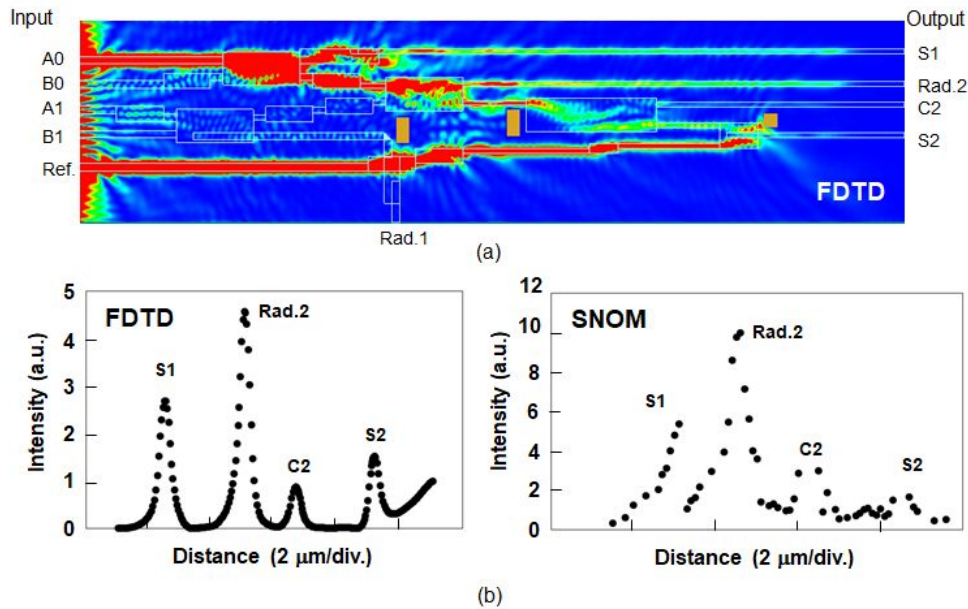 (a)
Input
Output
A0
B0
A1
B1
Ref.
S1
Rad.2
C2
S2
FDTD
Rad.1
(a)
5
4
3
2
1
0
Intensity (a.u.)
FDTD
S1
Rad.2
C2
S2
Distance (2 μm/div.)
12
10
8
6
4
2
0
Intensity (a.u.)
SNOM
S1
Rad.2
C2
S2
Distance (2 μm/div.)
(b)